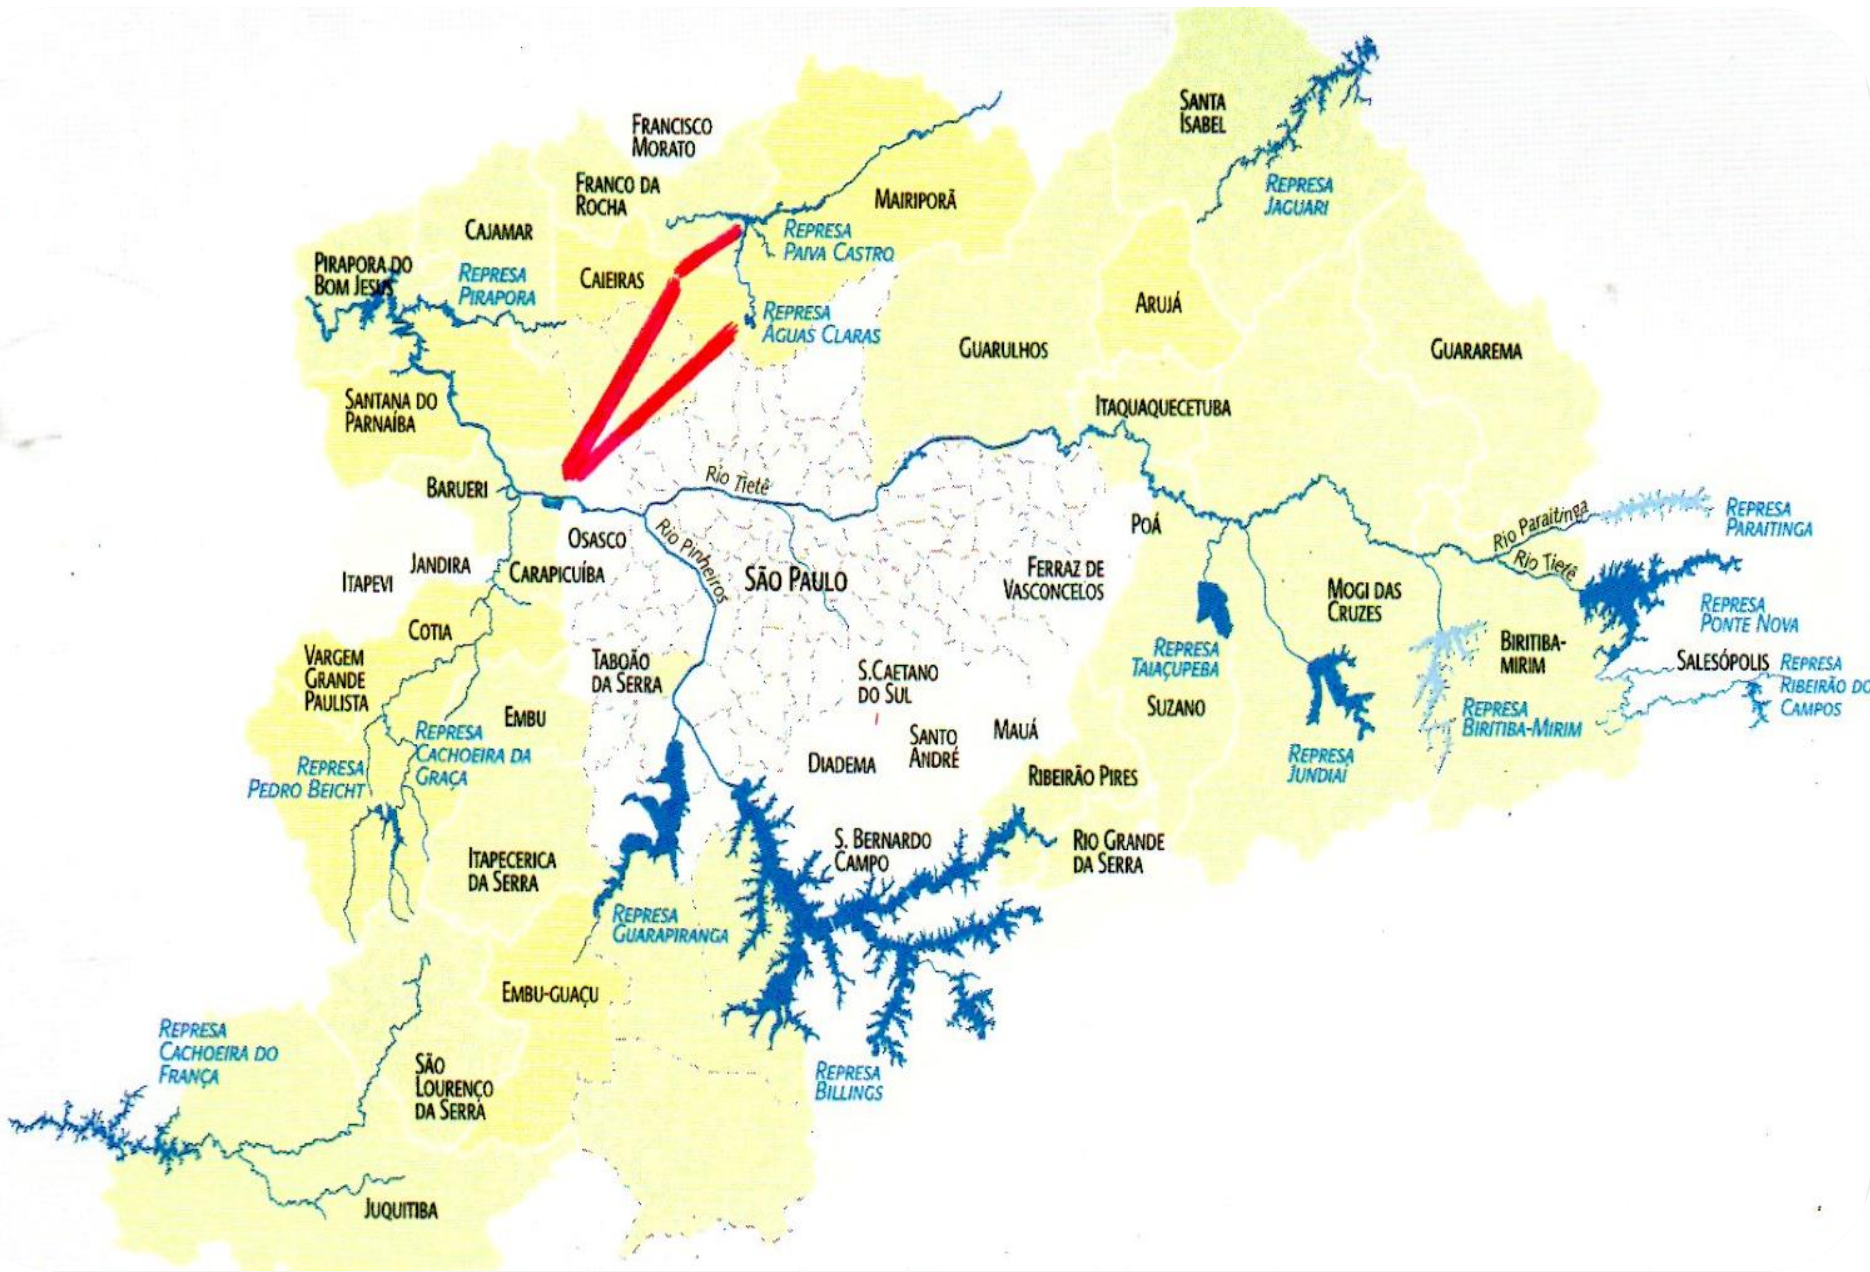 SANTA
ISABEL
FRANCISCO
MORATO
FRANCO DA
ROCHA
MAIRIPORÃ
REPRESA
JAGUARI
CAJAMAR
REPRESA
PAIVA CASTRO
PIRAPORA DO
BOM JESUS
REPRESA
PIRAPORA
CAIEIRAS
ARUJÁ
REPRESA
ÁGUAS CLARAS
GUARULHOS
GUARAREMA
SANTANA DO
PARNAÍBA
ITAQUAQUECETUBA
BARUERI
RIO TIETÊ
RIO PARAITINGA
REPRESA
PARAITINGA
POÁ
OSASCO
RIO PINHEIROS
RIO TIETÊ
JANDIRA
ITAPEVI
CARAPICUÍBA
SÃO PAULO
FERRAZ DE
VASCONCELOS
MOGI DAS
CRUZES
REPRESA
PONTE NOVA
COTIA
REPRESA
TAIAÇUPEBA
BIRITIBA-
MIRIM
VARGEM
GRANDE
PAULISTA
TABOÃO
DA SERRA
S.CAETANO
DO SUL
SALESÓPOLIS
REPRESA
RIBEIRÃO DO
CAMPOS
EMBU
SUZANO
REPRESA
BIRITIBA-MIRIM
REPRESA
CACHOEIRA DA
GRAÇA
SANTO
ANDRÉ
MAUÁ
REPRESA
PEDRO BEICHT
DIADEMA
RIBEIRÃO PIRES
REPRESA
JUNDIAÍ
S. BERNARDO
CAMPO
RIO GRANDE
DA SERRA
ITAPECERICA
DA SERRA
REPRESA
GUARAPIRANGA
EMBU-GUAÇU
REPRESA
CACHOEIRA DO
FRANÇA
SÃO
LOURENÇO
DA SERRA
REPRESA
BILLINGS
JUQUITIBA